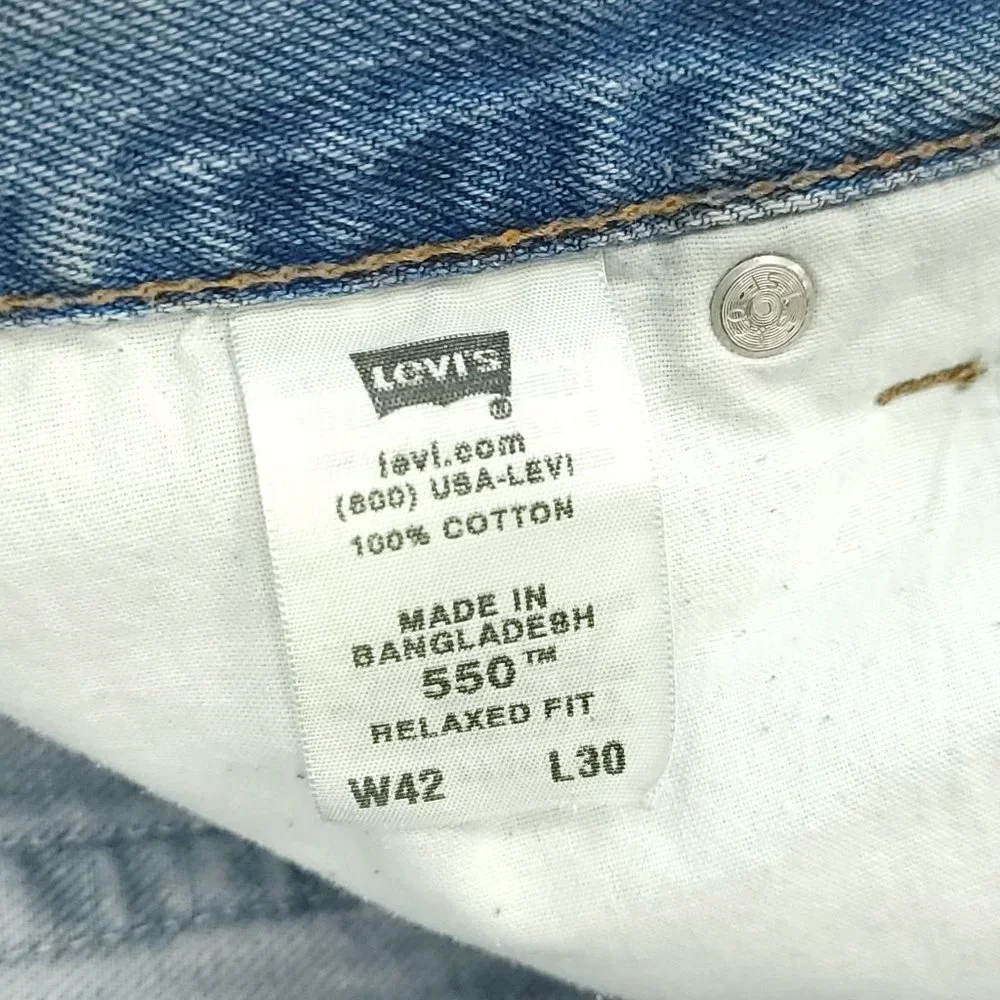 LEVI'S
®
levi.com
(800) USA-LEVI
100% COTTON
MADE IN
BANGLADESH
550™
RELAXED FIT
W42 L30